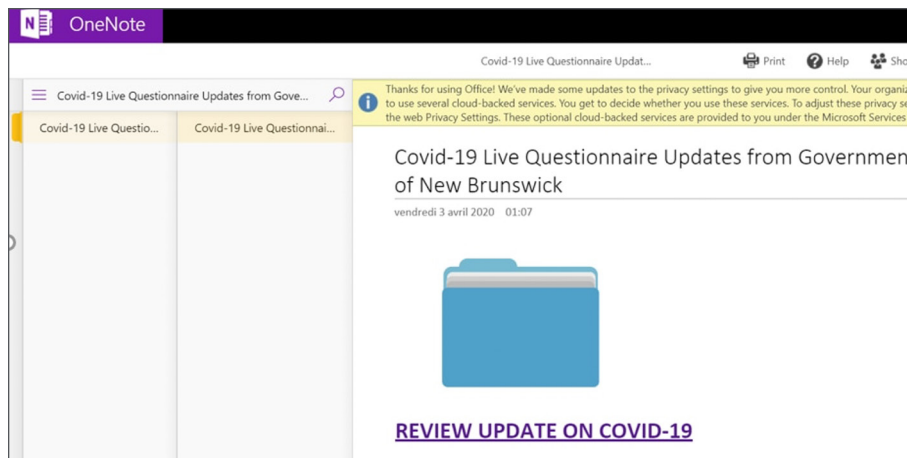 OneNote
Covid-19 Live Questionnaire Updat...
Print
Help
Covid-19 Live Questionnaire Updates from Gove...
Thanks for using Office! We've made some updates to the privacy settings to give you more control. Your
to use several cloud-backed services. You get to decide whether you use these services. To adjust these privacy
the web Privacy Settings. These optional cloud-backed services are provided to you under the Microsoft Services
Covid-19 Live Questio...
Covid-19 Live Questionnai...
Covid-19 Live Questionnaire Updates from
of New Brunswick
vendredi 3 avril 2020 01:07
REVIEW UPDATE ON COVID-19